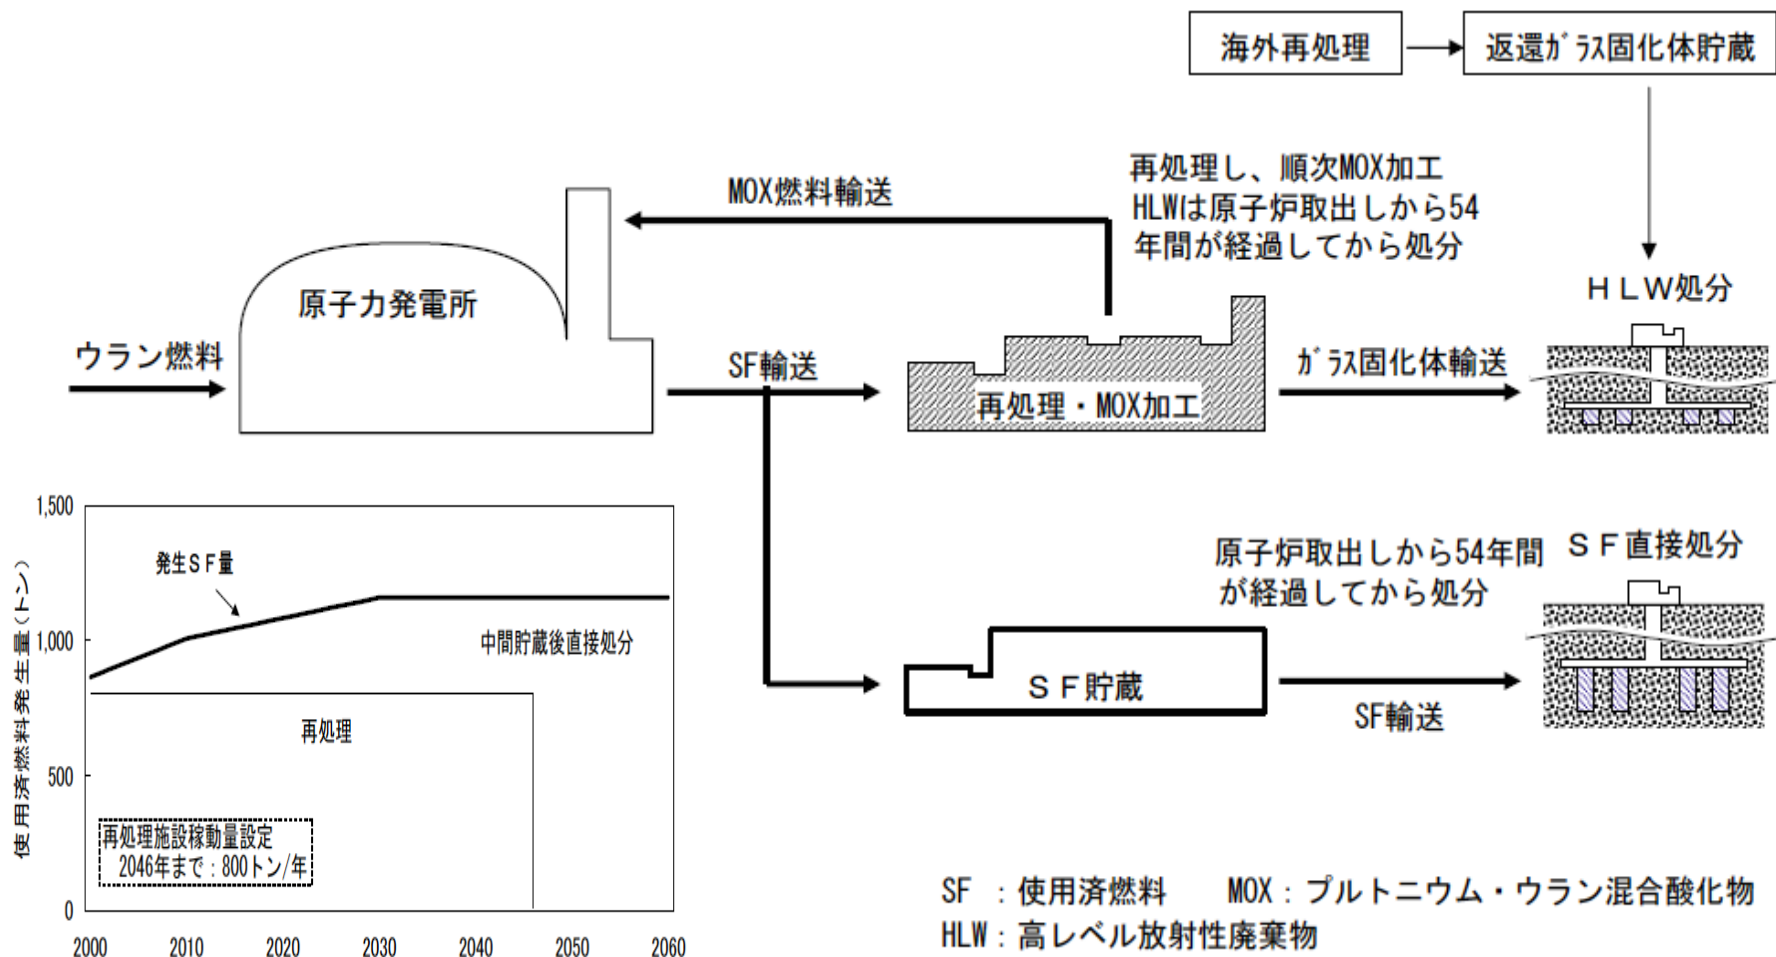 海外再処理
返還ガラス固化体貯蔵
MOX燃料輸送
再処理し、順次MOX加工
HLWは原子炉取出しから54
年間が経過してから処分
HLW処分
原子力発電所
ウラン燃料
SF輸送
再処理・MOX加工
ガラス固化体輸送
原子炉取出しから54年間
が経過してから処分
SF直接処分
SF貯蔵
SF輸送
使用済燃料発生量(トン)
1,500
1,000
500
0
発生SF量
中間貯蔵後直接処分
再処理
再処理施設稼動量設定
2046年まで:800トン/年
2000 2010 2020 2030 2040 2050 2060
SF :使用済燃料 MOX:プルトニウム・ウラン混合酸化物
HLW:高レベル放射性廃棄物